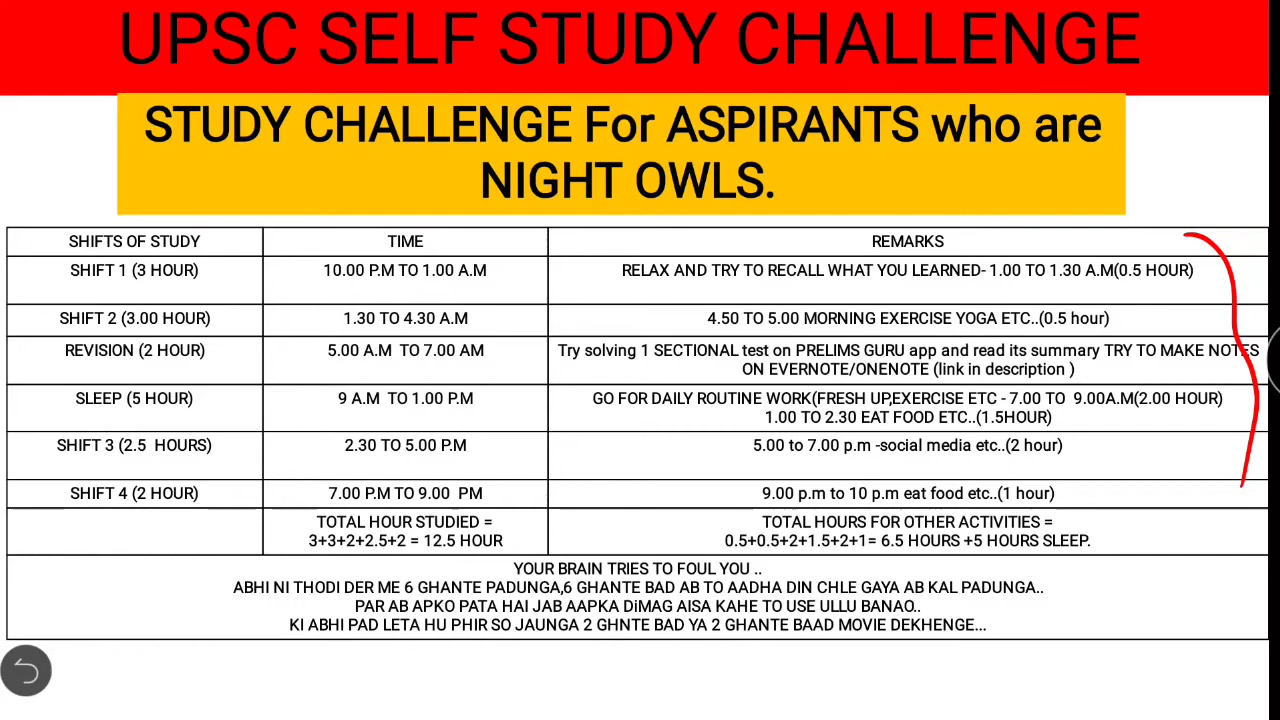 UPSC SELF STUDY CHALLENGE
STUDY CHALLENGE For ASPIRANTS who are
NIGHT OWLS.
SHIFTS OF STUDY TIME REMARKS
SHIFT 1 (3 HOUR) 10.00 P.M TO 1.00 A.M RELAX AND TRY TO RECALL WHAT YOU LEARNED- 1.00 TO 1.30 A.M(0.5 HOUR)
SHIFT 2 (3.00 HOUR) 1.30 TO 4.30 A.M 4.50 TO 5.00 MORNING EXERCISE YOGA ETC..(0.5 hour)
REVISION (2 HOUR) 5.00 A.M TO 7.00 AM Try solving 1 SECTIONAL test on PRELIMS GURU app and read its summary TRY TO MAKE NOTES
ON EVERNOTE/ONENOTE (link in description )
SLEEP (5 HOUR) 9 A.M TO 1.00 P.M GO FOR DAILY ROUTINE WORK(FRESH UP,EXERCISE ETC - 7.00 TO 9.00A.M(2.00 HOUR)
1.00 TO 2.30 EAT FOOD ETC..(1.5HOUR)
SHIFT 3 (2.5 HOURS) 2.30 TO 5.00 P.M 5.00 to 7.00 p.m -social media etc..(2 hour)
SHIFT 4 (2 HOUR) 7.00 P.M TO 9.00 PM 9.00 p.m to 10 p.m eat food etc..(1 hour)
TOTAL HOUR STUDIED = TOTAL HOURS FOR OTHER ACTIVITIES =
3+3+2+2.5+2 = 12.5 HOUR 0.5+0.5+2+1.5+2+1= 6.5 HOURS +5 HOURS SLEEP.
YOUR BRAIN TRIES TO FOUL YOU ..
ABHI NI THODI DER ME 6 GHANTE PADUNGA,6 GHANTE BAD AB TO AADHA DIN CHLE GAYA AB KAL PADUNGA..
PAR AB APKO PATA HAI JAB AAPKA DiMAG AISA KAHE TO USE ULLU BANAO..
KI ABHI PAD LETA HU PHIR SO JAUNGA 2 GHNTE BAD YA 2 GHANTE BAAD MOVIE DEKHENGE...